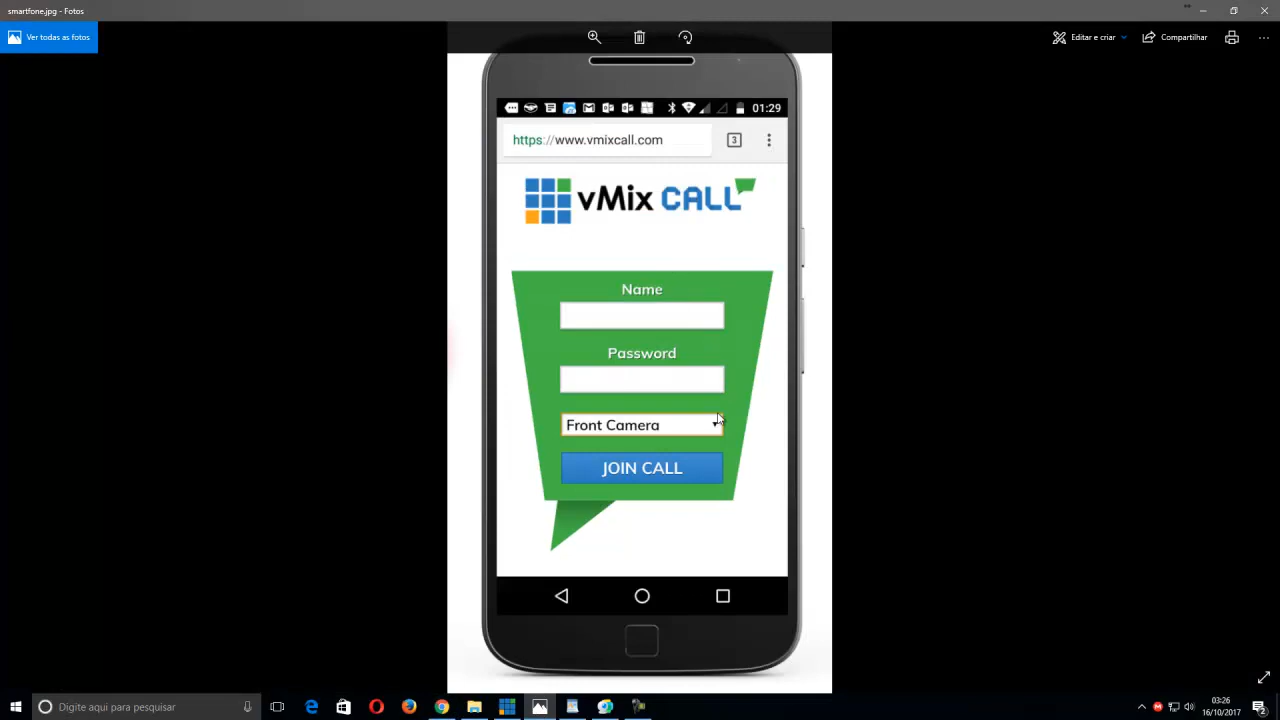 smartfone.jpg - Fotos
Ver todas as fotos
Editar e criar
Compartilhar
01:29
https://www.vmixcall.com
3
vMix CALL
Name
Password
Front Camera
JOIN CALL
Digite aqui para pesquisar
03:26
16/10/2017